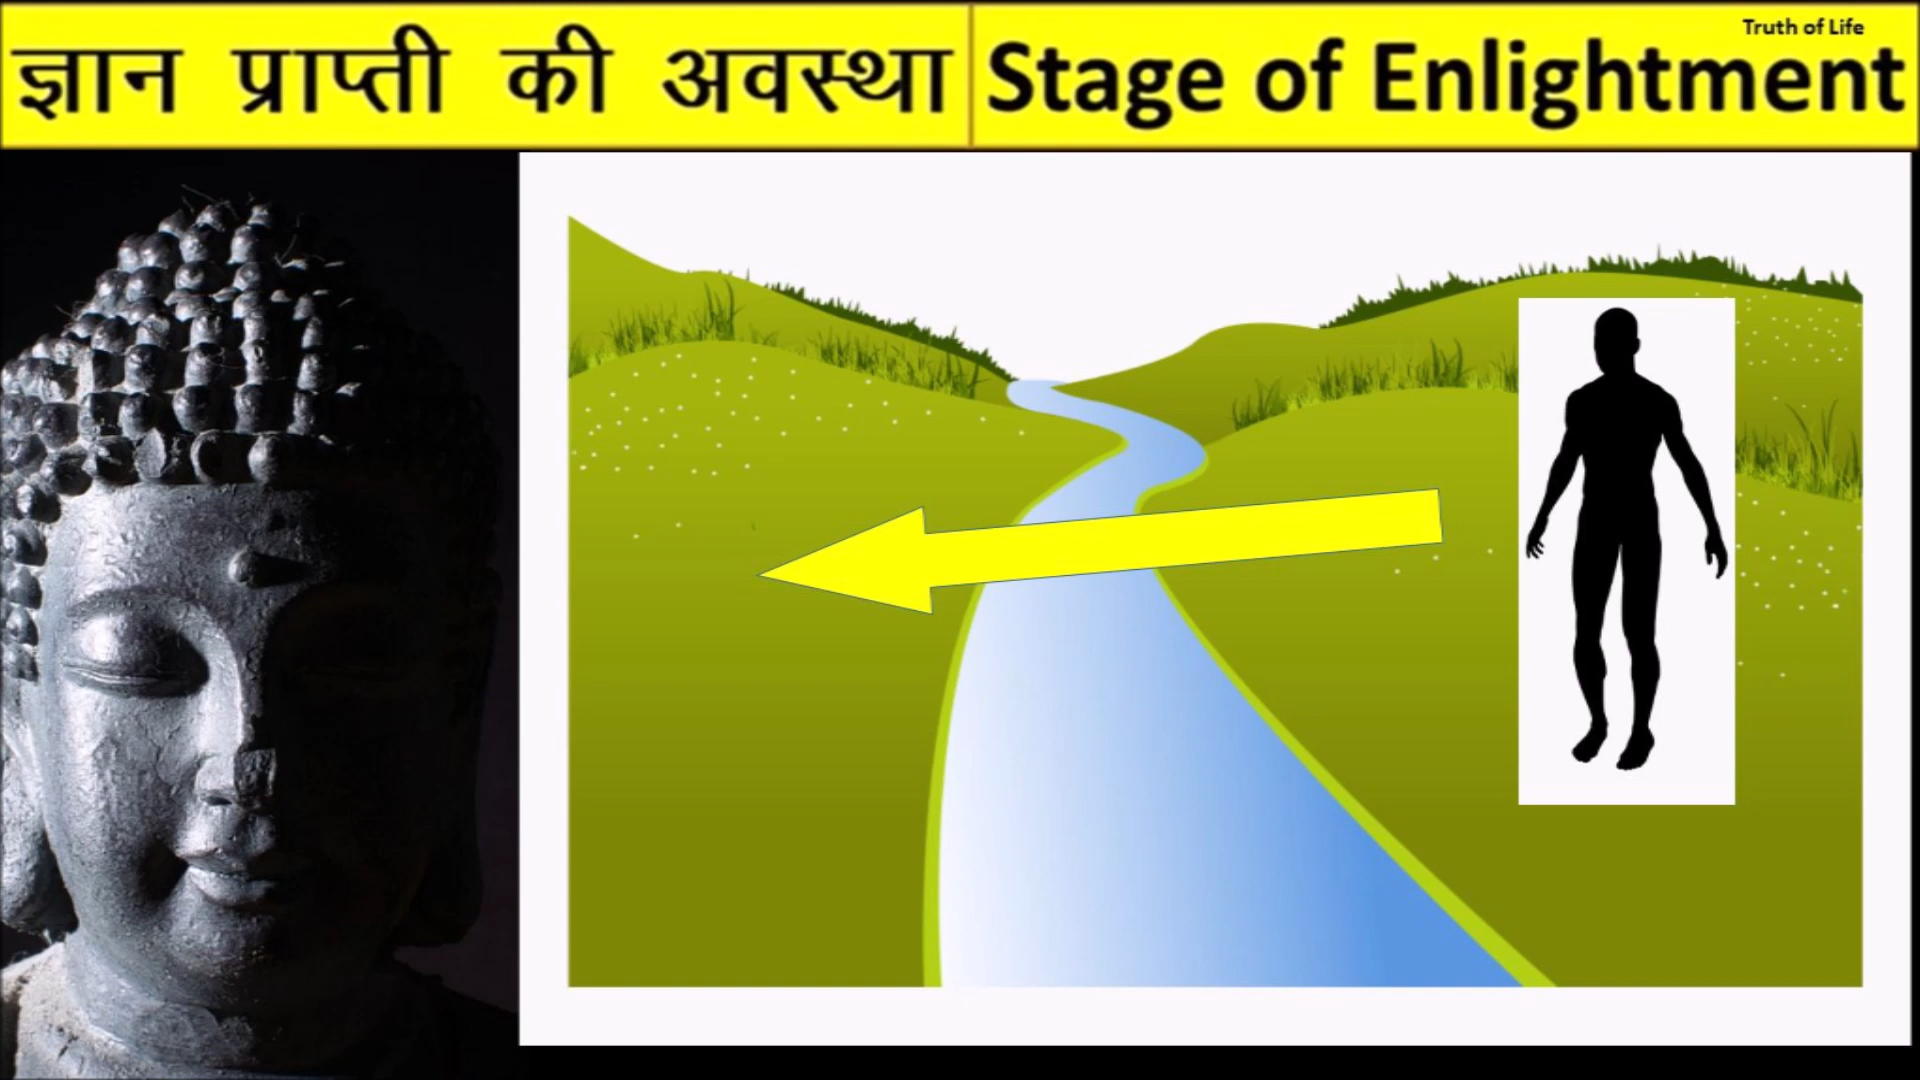 ज्ञान प्राप्ती की अवस्था
Truth of Life
Stage of Enlightment